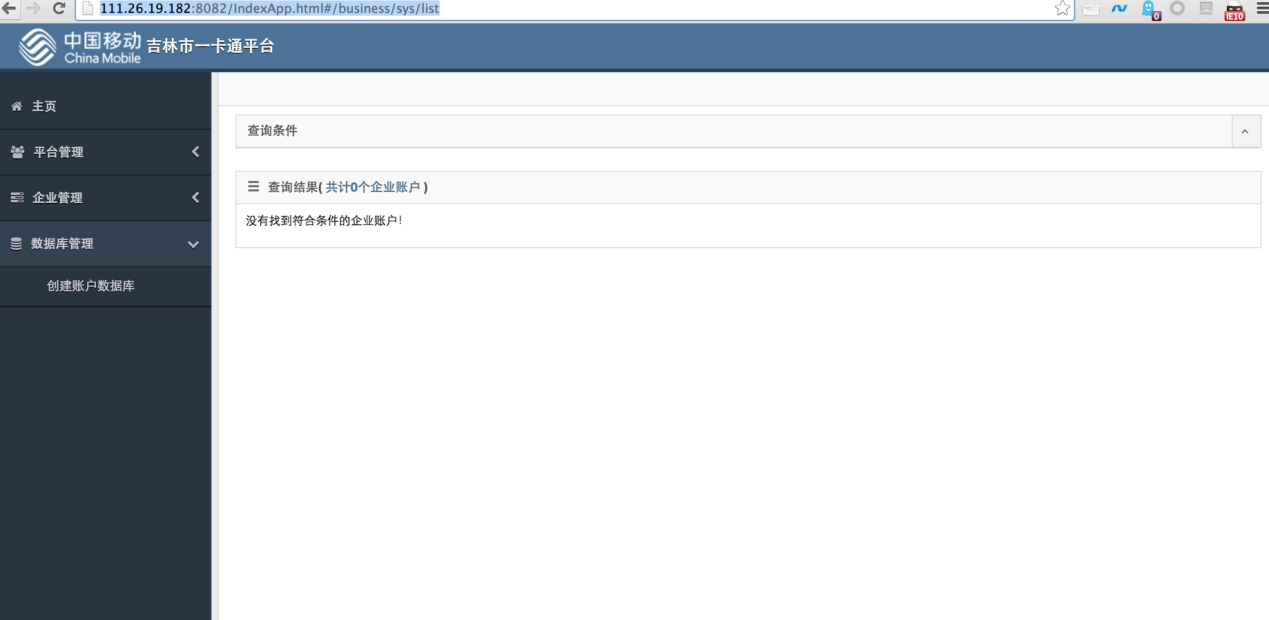 111.26.19.182:8082/IndexApp.html#/business/sys/list
0
IE10
中国移动
China Mobile
吉林市一卡通平台
主页
平台管理
企业管理
数据库管理
创建账户数据库
查询条件
查询结果( 共计0个企业账户 )
没有找到符合条件的企业账户!